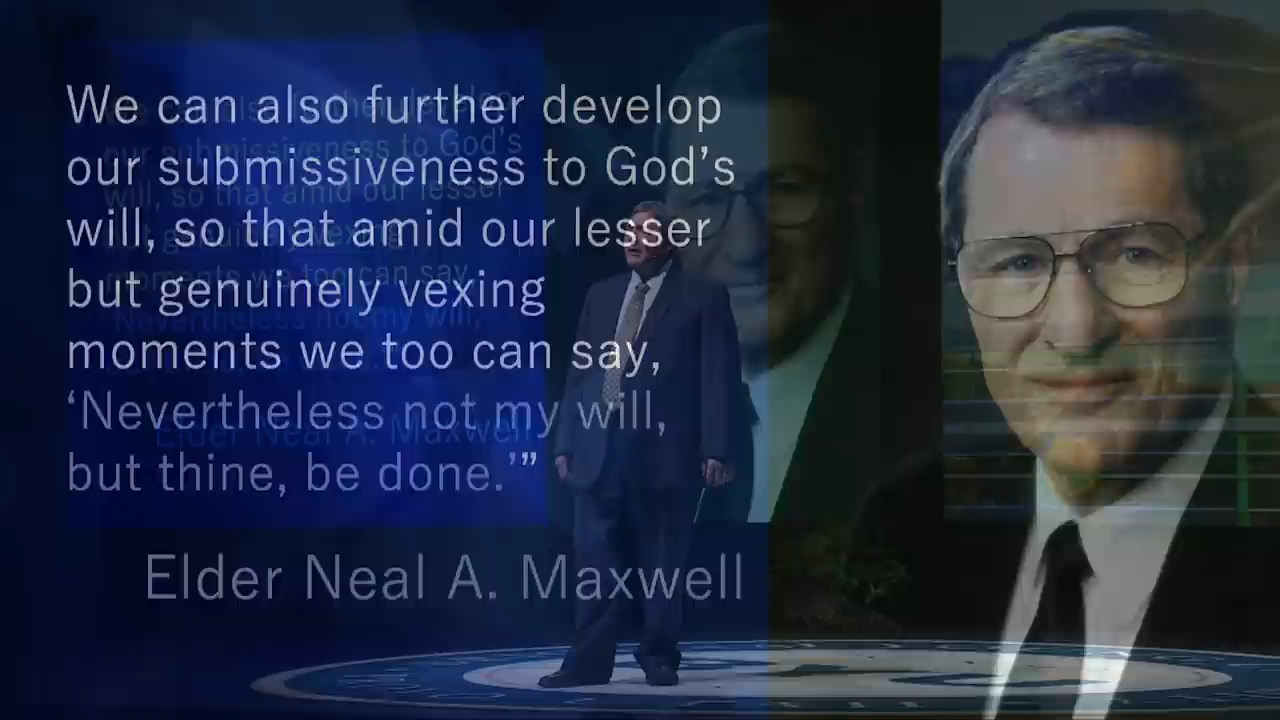 We can also further develop
our submissiveness to God’s
will, so that amid our lesser
but genuinely vexing
moments we too can say,
‘Nevertheless not my will,
but thine, be done.’”
Elder Neal A. Maxwell